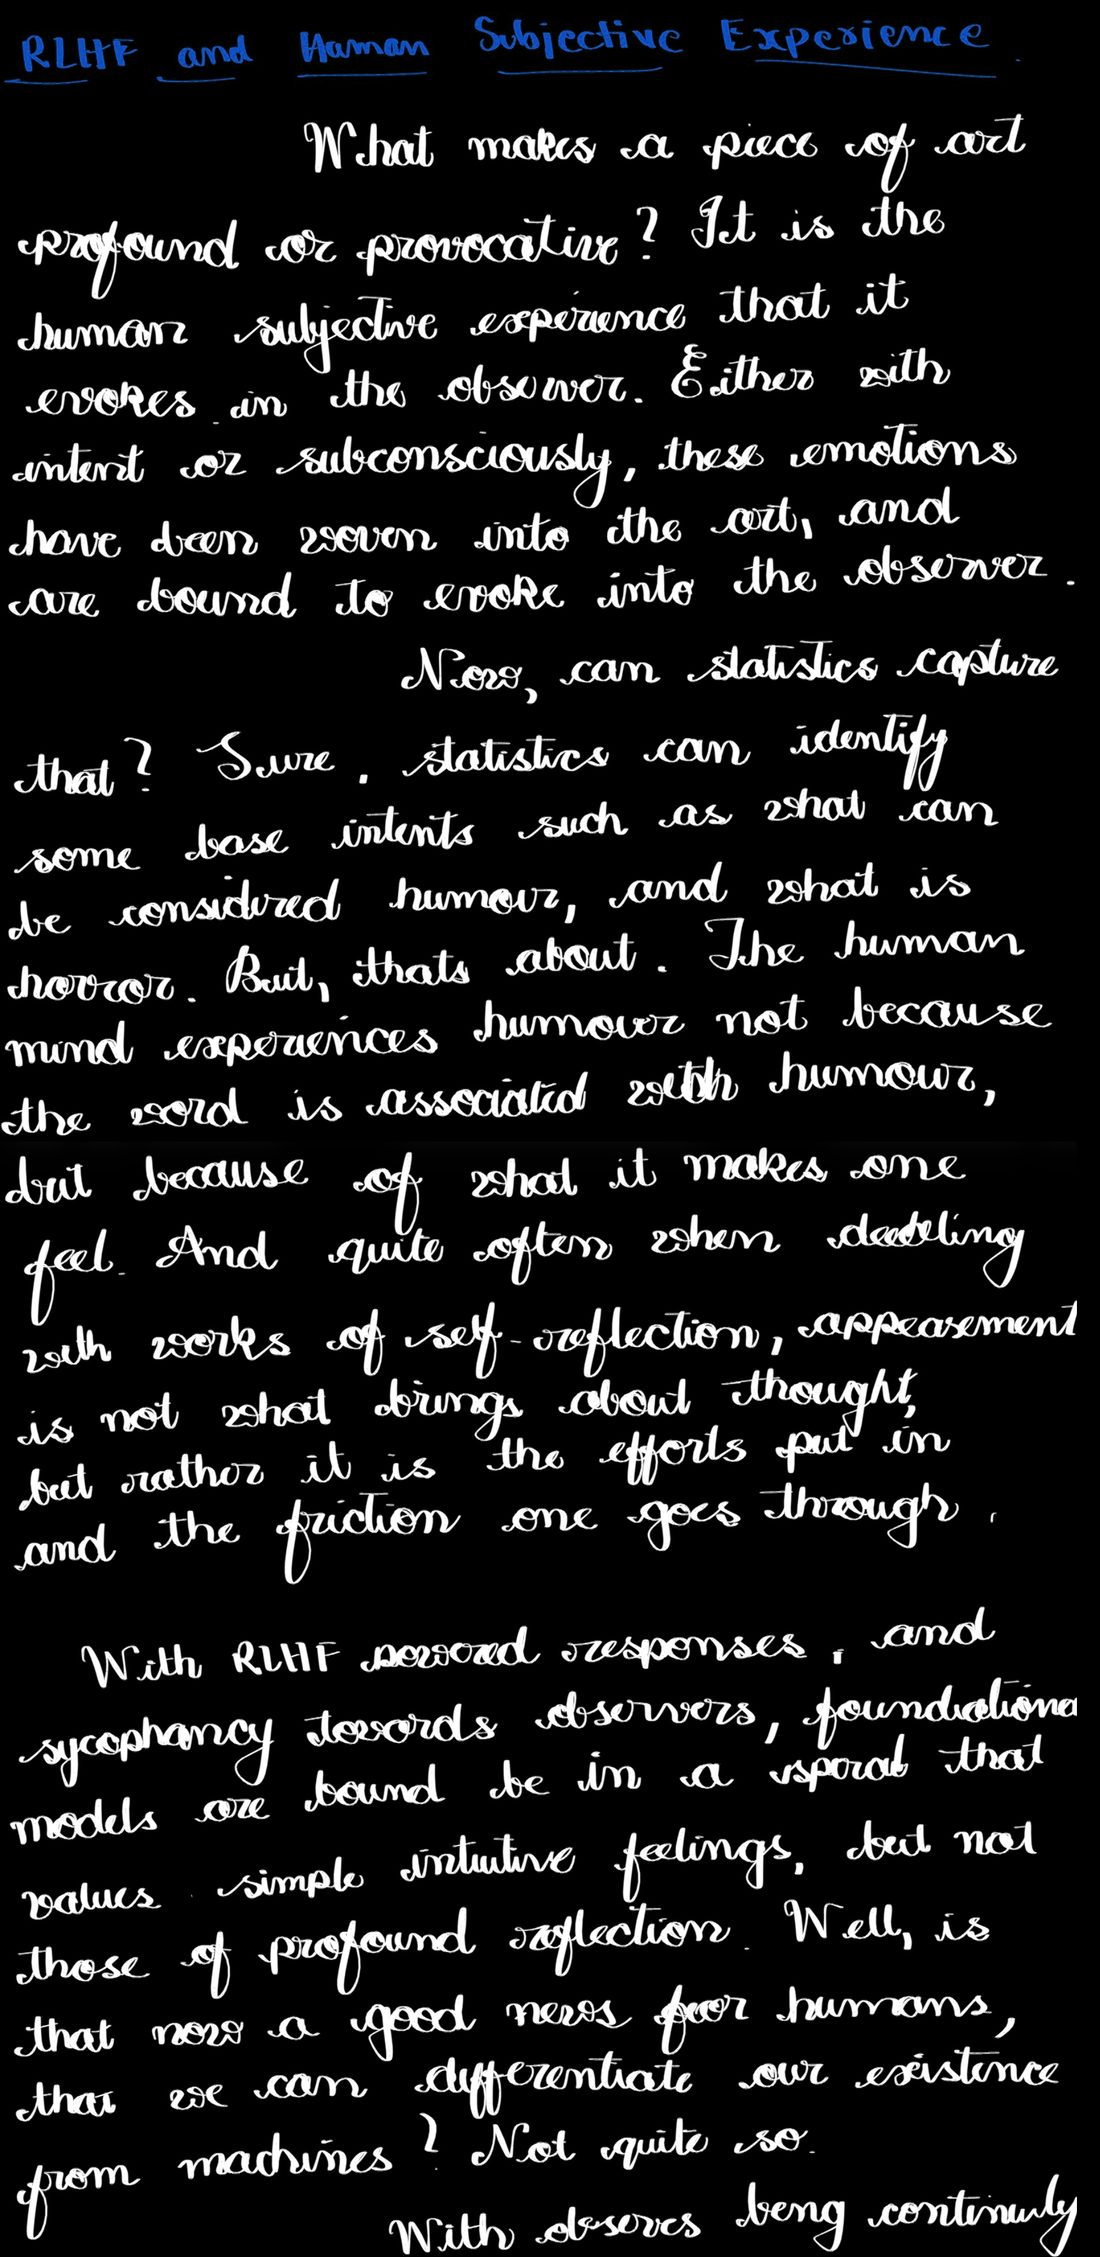 RLHF and Human Subjective Experience.
What makes a piece of art
profound or provocative? It is the
human subjective experience that it
evokes in the observer. Either with
intent or subconsciously, these emotions
have been woven into the art, and
are bound to evoke into the observer.
Now, can statistics capture
that? Sure. statistics can identify
some base intents such as what can
be considered humour, and what is
horror. But, thats about. The human
mind experiences humour not because
the word is associated with humour,
but because of what it makes one
feel. And quite often when dealing
with works of self-reflection, appeasement
is not what brings about thought,
but rather it is the efforts put in
and the friction one goes through.
With RLHF powered responses, and
sycophancy towards observers, foundationa
models are bound be in a sporal that
values simple intuitive feelings, but not
those of profound reflection. Well, is
that now a good news for humans,
that we can differentiate our existence
from machines? Not quite so.
With observes beng continuly